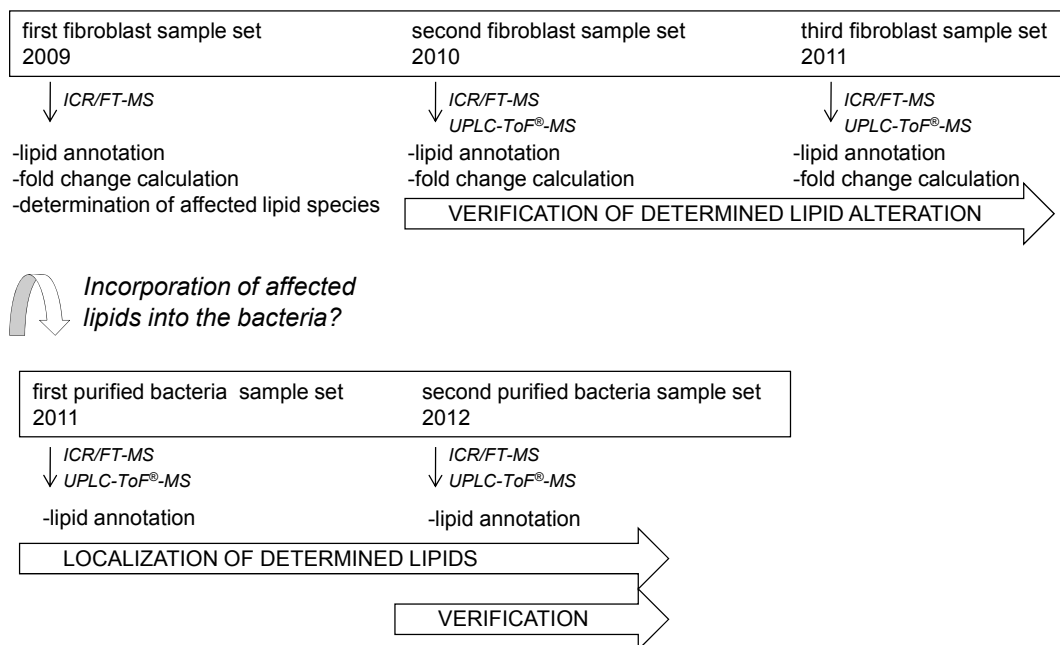 first fibroblast sample set
2009
second fibroblast sample set
2010
third fibroblast sample set
2011
ICR/FT-MS
ICR/FT-MS
UPLC-ToF®-MS
ICR/FT-MS
UPLC-ToF®-MS
-lipid annotation
-fold change calculation
-determination of affected lipid species
-lipid annotation
-fold change calculation
-lipid annotation
-fold change calculation
VERIFICATION OF DETERMINED LIPID ALTERATION
Incorporation of affected
lipids into the bacteria?
first purified bacteria sample set
2011
second purified bacteria sample set
2012
ICR/FT-MS
UPLC-ToF®-MS
ICR/FT-MS
UPLC-ToF®-MS
-lipid annotation
-lipid annotation
LOCALIZATION OF DETERMINED LIPIDS
VERIFICATION